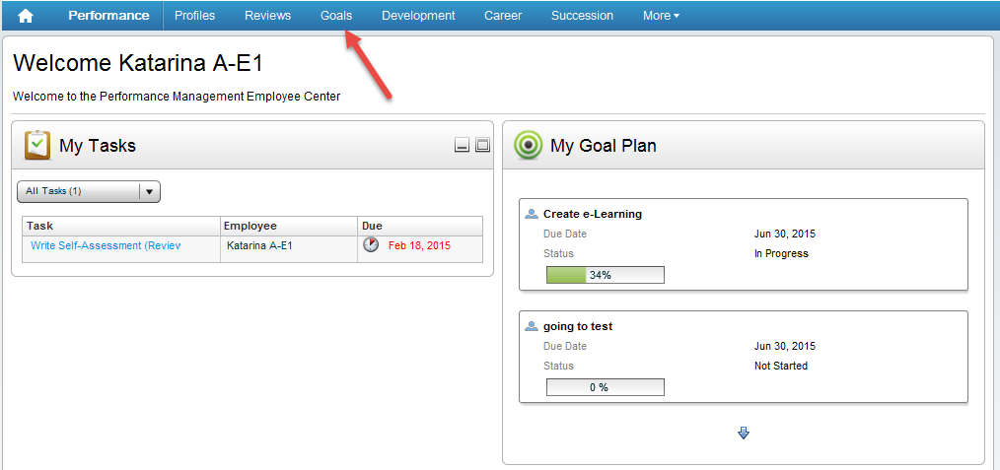 Performance Profiles Reviews Goals Development Career Succession More
Welcome Katarina A-E1
Welcome to the Performance Management Employee Center
My Tasks
All Tasks (1)
Task Employee Due
Write Self-Assessment (Review Katarina A-E1 Feb 18, 2015
My Goal Plan
Create e-Learning
Due Date Jun 30, 2015
Status In Progress
34%
going to test
Due Date Jun 30, 2015
Status Not Started
0 %